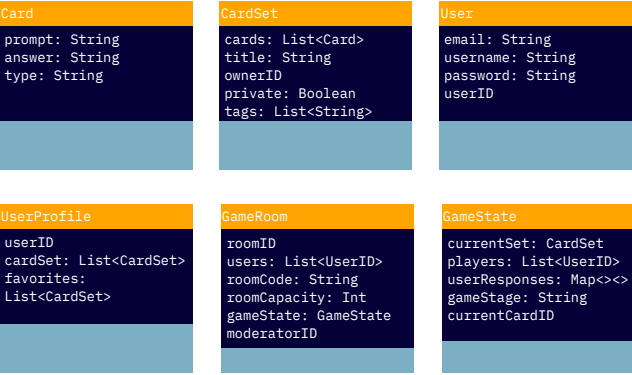 Card
prompt: String
answer: String
type: String
CardSet
cards: List<Card>
title: String
ownerID
private: Boolean
tags: List<String>
User
email: String
username: String
password: String
userID
UserProfile
userID
cardSet: List<CardSet>
favorites:
List<CardSet>
GameRoom
roomID
users: List<UserID>
roomCode: String
roomCapacity: Int
gameState: GameState
moderatorID
GameState
currentSet: CardSet
players: List<UserID>
userResponses: Map<><>
gameStage: String
currentCardID